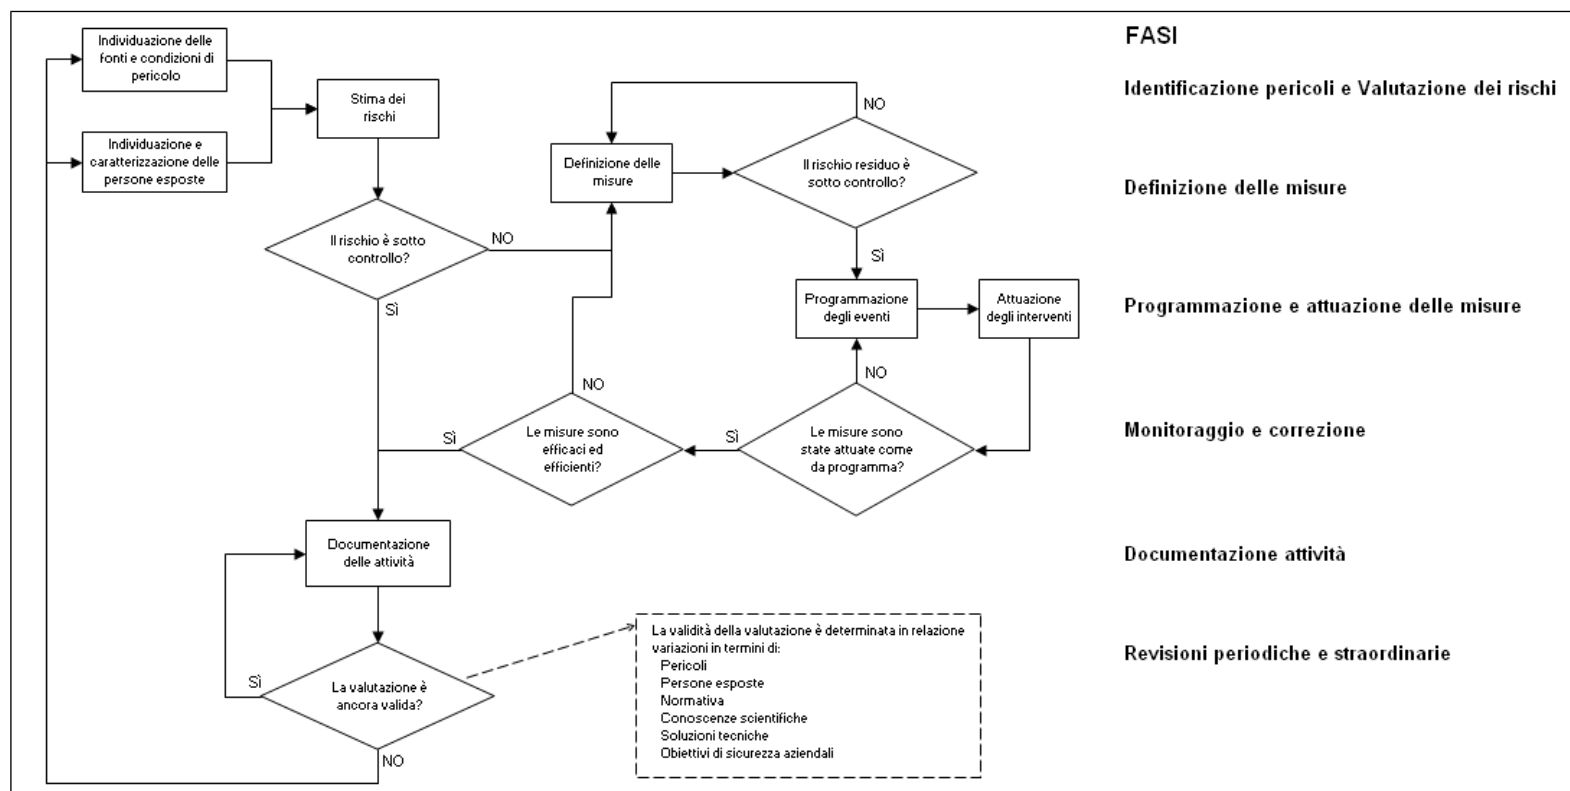 Individuazione delle
fonti e condizioni di
pericolo
Individuazione e
caratterizzazione delle
persone esposte
Stima dei
rischi
Il rischio è sotto
controllo?
NO
SÌ
Definizione delle
misure
NO
Il rischio residuo è
sotto controllo?
SÌ
Programmazione
degli eventi
Attuazione
degli interventi
NO
Le misure sono
state attuate come
da programma?
SÌ
NO
Le misure sono
efficaci ed
efficienti?
SÌ
Documentazione
delle attività
SÌ
La valutazione è
ancora valida?
NO
La validità della valutazione è determinata in relazione
variazioni in termini di:
Pericoli
Persone esposte
Normativa
Conoscenze scientifiche
Soluzioni tecniche
Obiettivi di sicurezza aziendali
FASI
Identificazione pericoli e Valutazione dei rischi
Definizione delle misure
Programmazione e attuazione delle misure
Monitoraggio e correzione
Documentazione attività
Revisioni periodiche e straordinarie